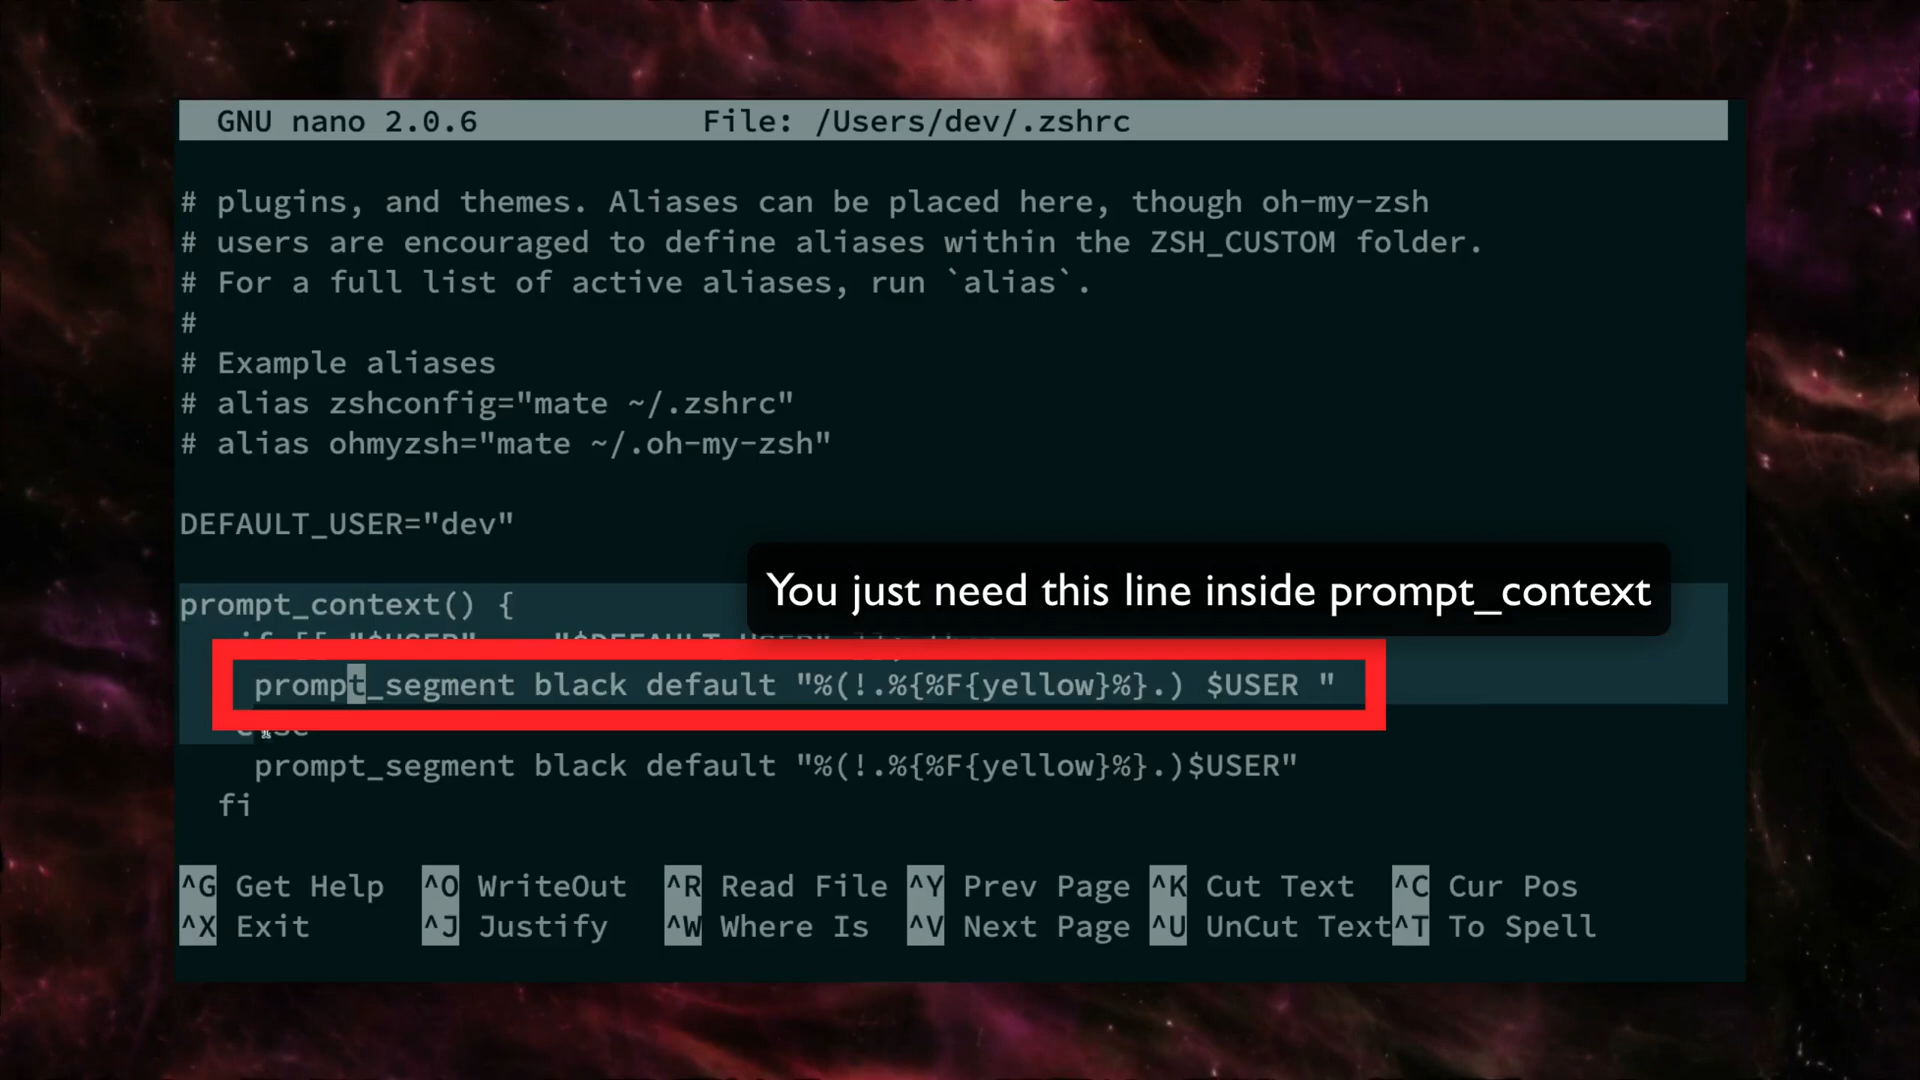 GNU nano 2.0.6 File: /Users/dev/.zshrc
# plugins, and themes. Aliases can be placed here, though oh-my-zsh
# users are encouraged to define aliases within the ZSH_CUSTOM folder.
# For a full list of active aliases, run `alias`.
#
# Example aliases
# alias zshconfig="mate ~/.zshrc"
# alias ohmyzsh="mate ~/.oh-my-zsh"
DEFAULT_USER="dev"
You just need this line inside prompt_context
prompt_context() {
if [[ "$USER" "$DEFAULT_USER"
prompt_segment black default "%(!.%{%F{yellow}%}.) $USER "
else
prompt_segment black default "%(!.%{%F{yellow}%}.)$USER"
fi
^G Get Help ^O WriteOut ^R Read File ^Y Prev Page ^K Cut Text ^C Cur Pos
^X Exit ^J Justify ^W Where Is ^V Next Page ^U UnCut Text ^T To Spell